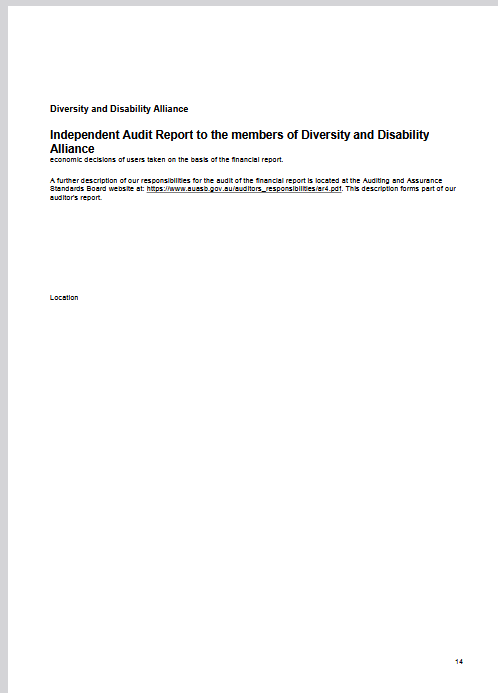 Diversity and Disability Alliance
Independent Audit Report to the members of Diversity and Disability
Alliance
economic decisions of users taken on the basis of the financial report.
A further description of our responsibilities for the audit of the financial report is located at the Auditing and Assurance
Standards Board website at: https://www.auasb.gov.au/auditors_responsibilities/ar4.pdf. This description forms part of our
auditor's report.
Location
14